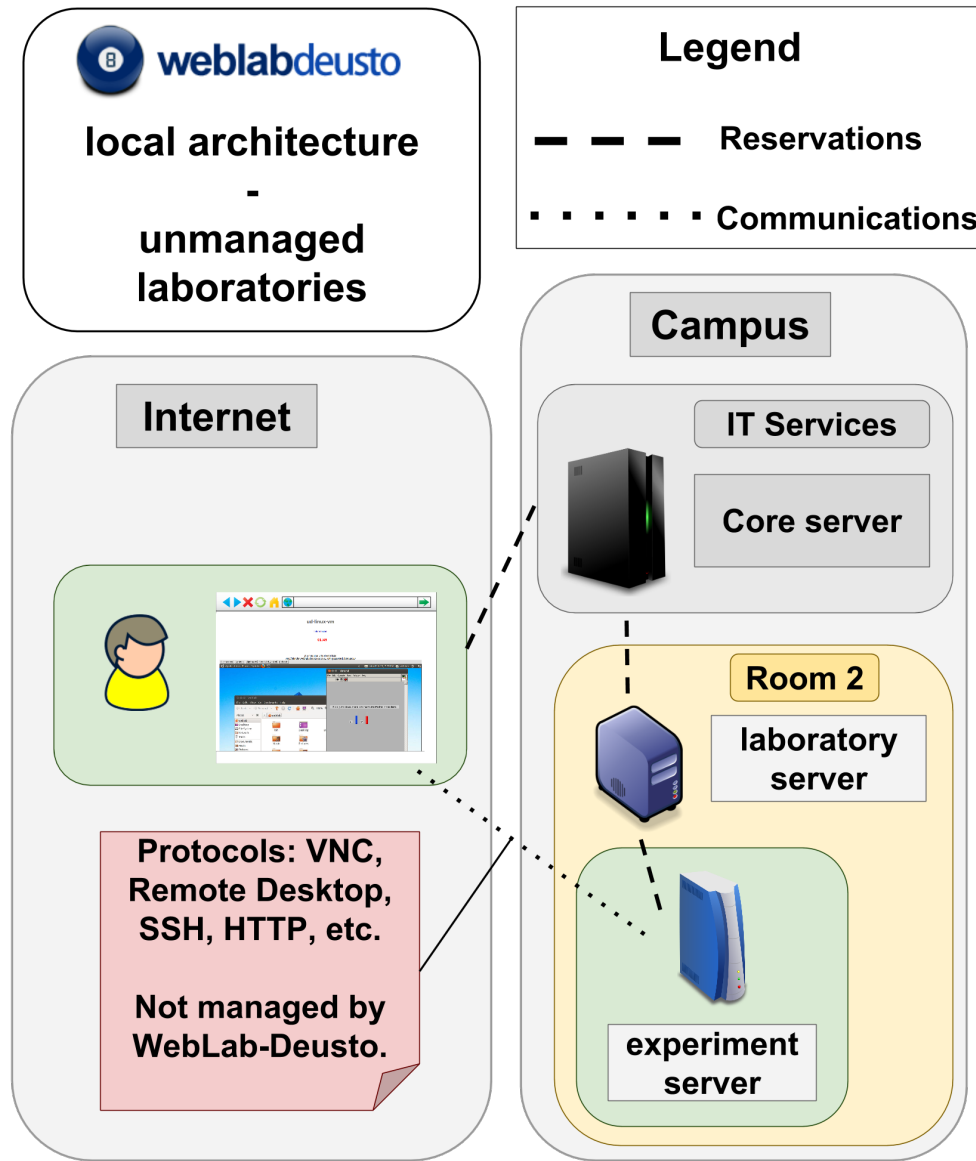 8
weblabdeusto
local architecture
-
unmanaged
laboratories
Legend
Reservations
Communications
Campus
IT Services
Core server
Internet
Room 2
laboratory
server
experiment
server
Protocols: VNC,
Remote Desktop,
SSH, HTTP, etc.
Not managed by
WebLab-Deusto.